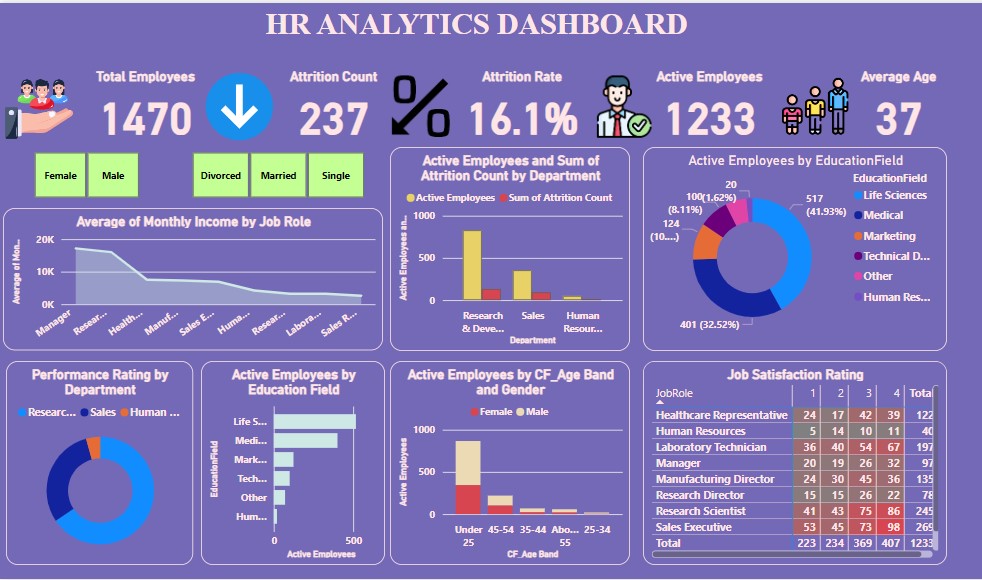 HR ANALYTICS DASHBOARD
Total Employees
1470
Attrition Count
237
Attrition Rate
16.1%
Active Employees
1233
Average Age
37
Female
Male
Divorced
Married
Single
Average of Monthly Income by Job Role
Average of Mon...
20K
10K
0K
Manager
Resear...
Health...
Manuf...
Sales E...
Huma...
Resear...
Labora...
Sales R...
Active Employees and Sum of
Attrition Count by Department
Active Employees
Sum of Attrition Count
Active Employees an...
1000
500
0
Research
& Deve...
Sales
Human
Resour...
Department
Active Employees by EducationField
517
(41.93%)
401 (32.52%)
124
(10....)
(8.11%)
100(1.62%)
20
EducationField
Life Sciences
Medical
Marketing
Technical D...
Other
Human Res...
Performance Rating by
Department
Researc...
Sales
Human ...
Active Employees by
Education Field
EducationField
Life S...
Medi...
Mark...
Tech...
Other
Hum...
0
500
Active Employees
Active Employees by CF_Age Band
and Gender
Female
Male
Active Employees
1000
500
0
Under
25
45-54
35-44
Abo...
55
25-34
CF_Age Band
Job Satisfaction Rating
JobRole 1 2 3 4 Total
Healthcare Representative 24 17 42 39 122
Human Resources 5 14 10 11 40
Laboratory Technician 36 40 54 67 197
Manager 20 19 26 32 97
Manufacturing Director 24 30 45 36 135
Research Director 15 15 26 22 78
Research Scientist 41 43 75 86 245
Sales Executive 53 45 73 98 269
Total 223 234 369 407 1233